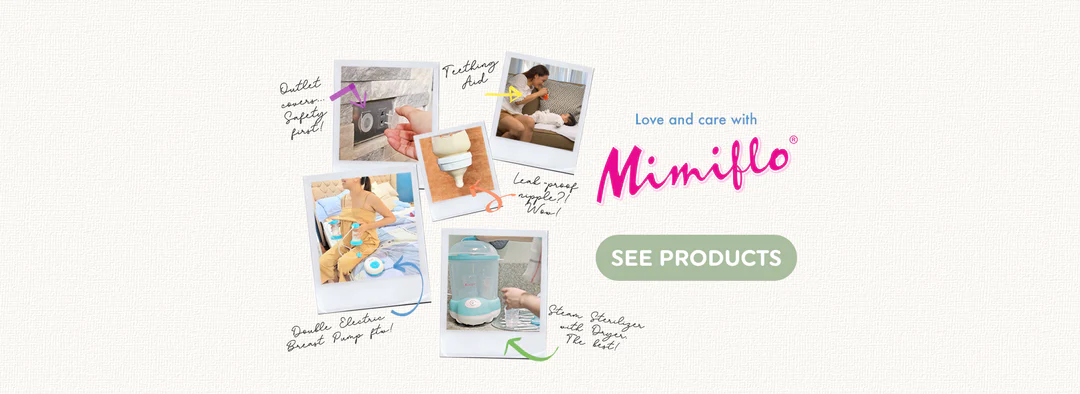 Outlet
covers...
Safety
first!
Teething
Aid
Leak-proof
nipple?!
Wow!
Double Electric
Breast Pump ftw!
Steam Sterilizer
with Dryer.
The best!
Love and care with
Mimiflo®
SEE PRODUCTS